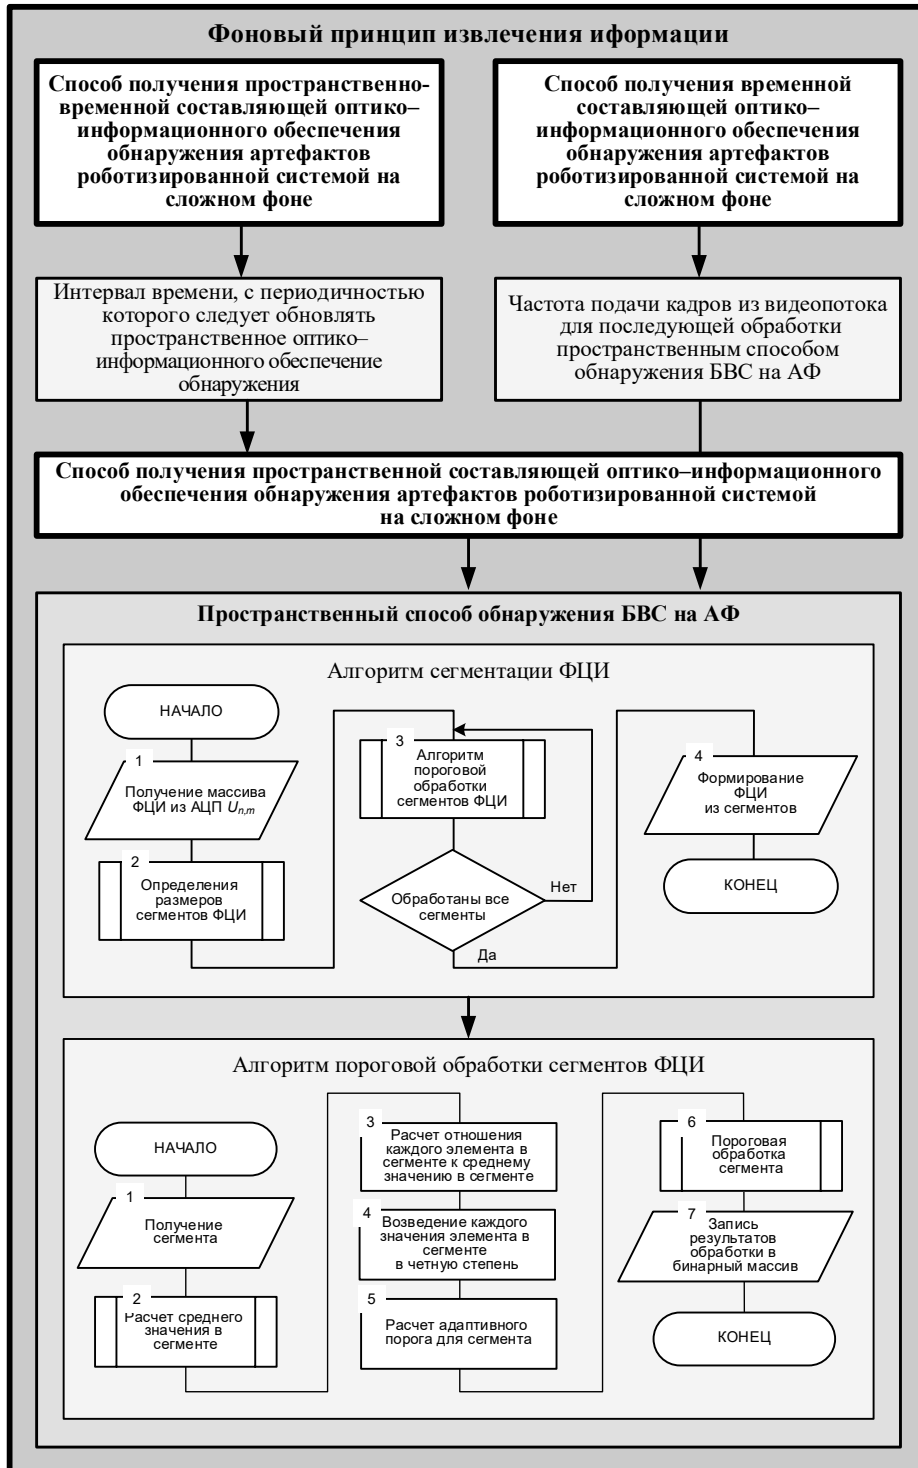 Фоновый принцип извлечения иформации
Способ получения пространственно-
временной составляющей оптико–
информационного обеспечения
обнаружения артефактов
роботизированной системой на
сложном фоне
Способ получения временной
составляющей оптико–
информационного обеспечения
обнаружения артефактов
роботизированной системой на
сложном фоне
Интервал времени, с периодичностью
которого следует обновлять
пространственное оптико–
информационного обеспечение
обнаружения
Частота подачи кадров из видеопотока
для последующей обработки
пространственным способом
обнаружения БВС на АФ
Способ получения пространственной составляющей оптико–информационного
обеспечения обнаружения артефактов роботизированной системой
на сложном фоне
Пространственный способ обнаружения БВС на АФ
Алгоритм сегментации ФЦИ
НАЧАЛО
1
Получение массива
ФЦИ из АЦП Un,m
2
Определения
размеров
сегментов ФЦИ
3
Алгоритм
пороговой
обработки
сегментов ФЦИ
Обработаны все
сегменты
Нет
Да
4
Формирование
ФЦИ
из сегментов
КОНЕЦ
Алгоритм пороговой обработки сегментов ФЦИ
НАЧАЛО
1
Получение
сегмента
2
Расчет среднего
значения в
сегменте
3
Расчет отношения
каждого элемента в
сегменте к среднему
значению в сегменте
4
Возведение каждого
значения элемента в
сегменте
в четную степень
5
Расчет адаптивного
порога для сегмента
6
Пороговая
обработка
сегмента
7
Запись
результатов
обработки в
бинарный массив
КОНЕЦ